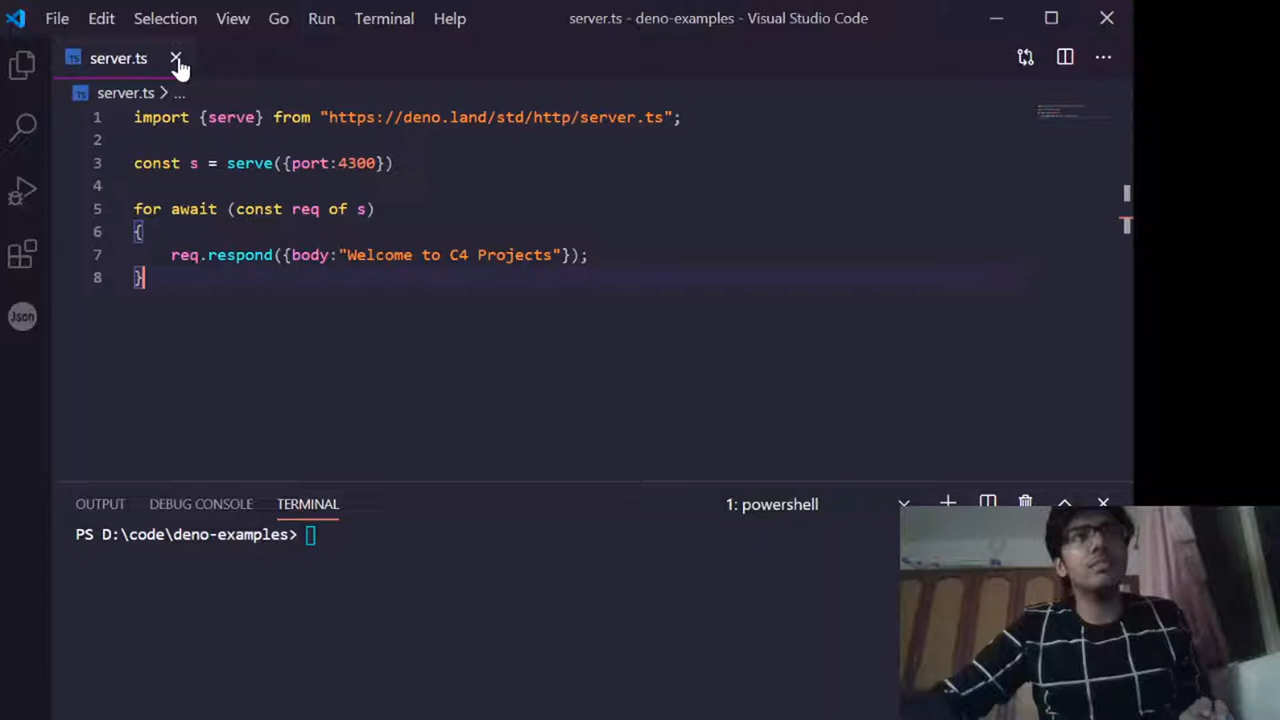 File Edit Selection View Go Run Terminal Help server.ts - deno-examples - Visual Studio Code
TS server.ts
TS server.ts > ...
1 import {serve} from "https://deno.land/std/http/server.ts";
2
3 const s = serve({port:4300})
4
5 for await (const req of s)
6 {
7 req.respond({body:"Welcome to C4 Projects"});
8 }
Json
OUTPUT DEBUG CONSOLE TERMINAL 1: powershell
PS D:\code\deno-examples>